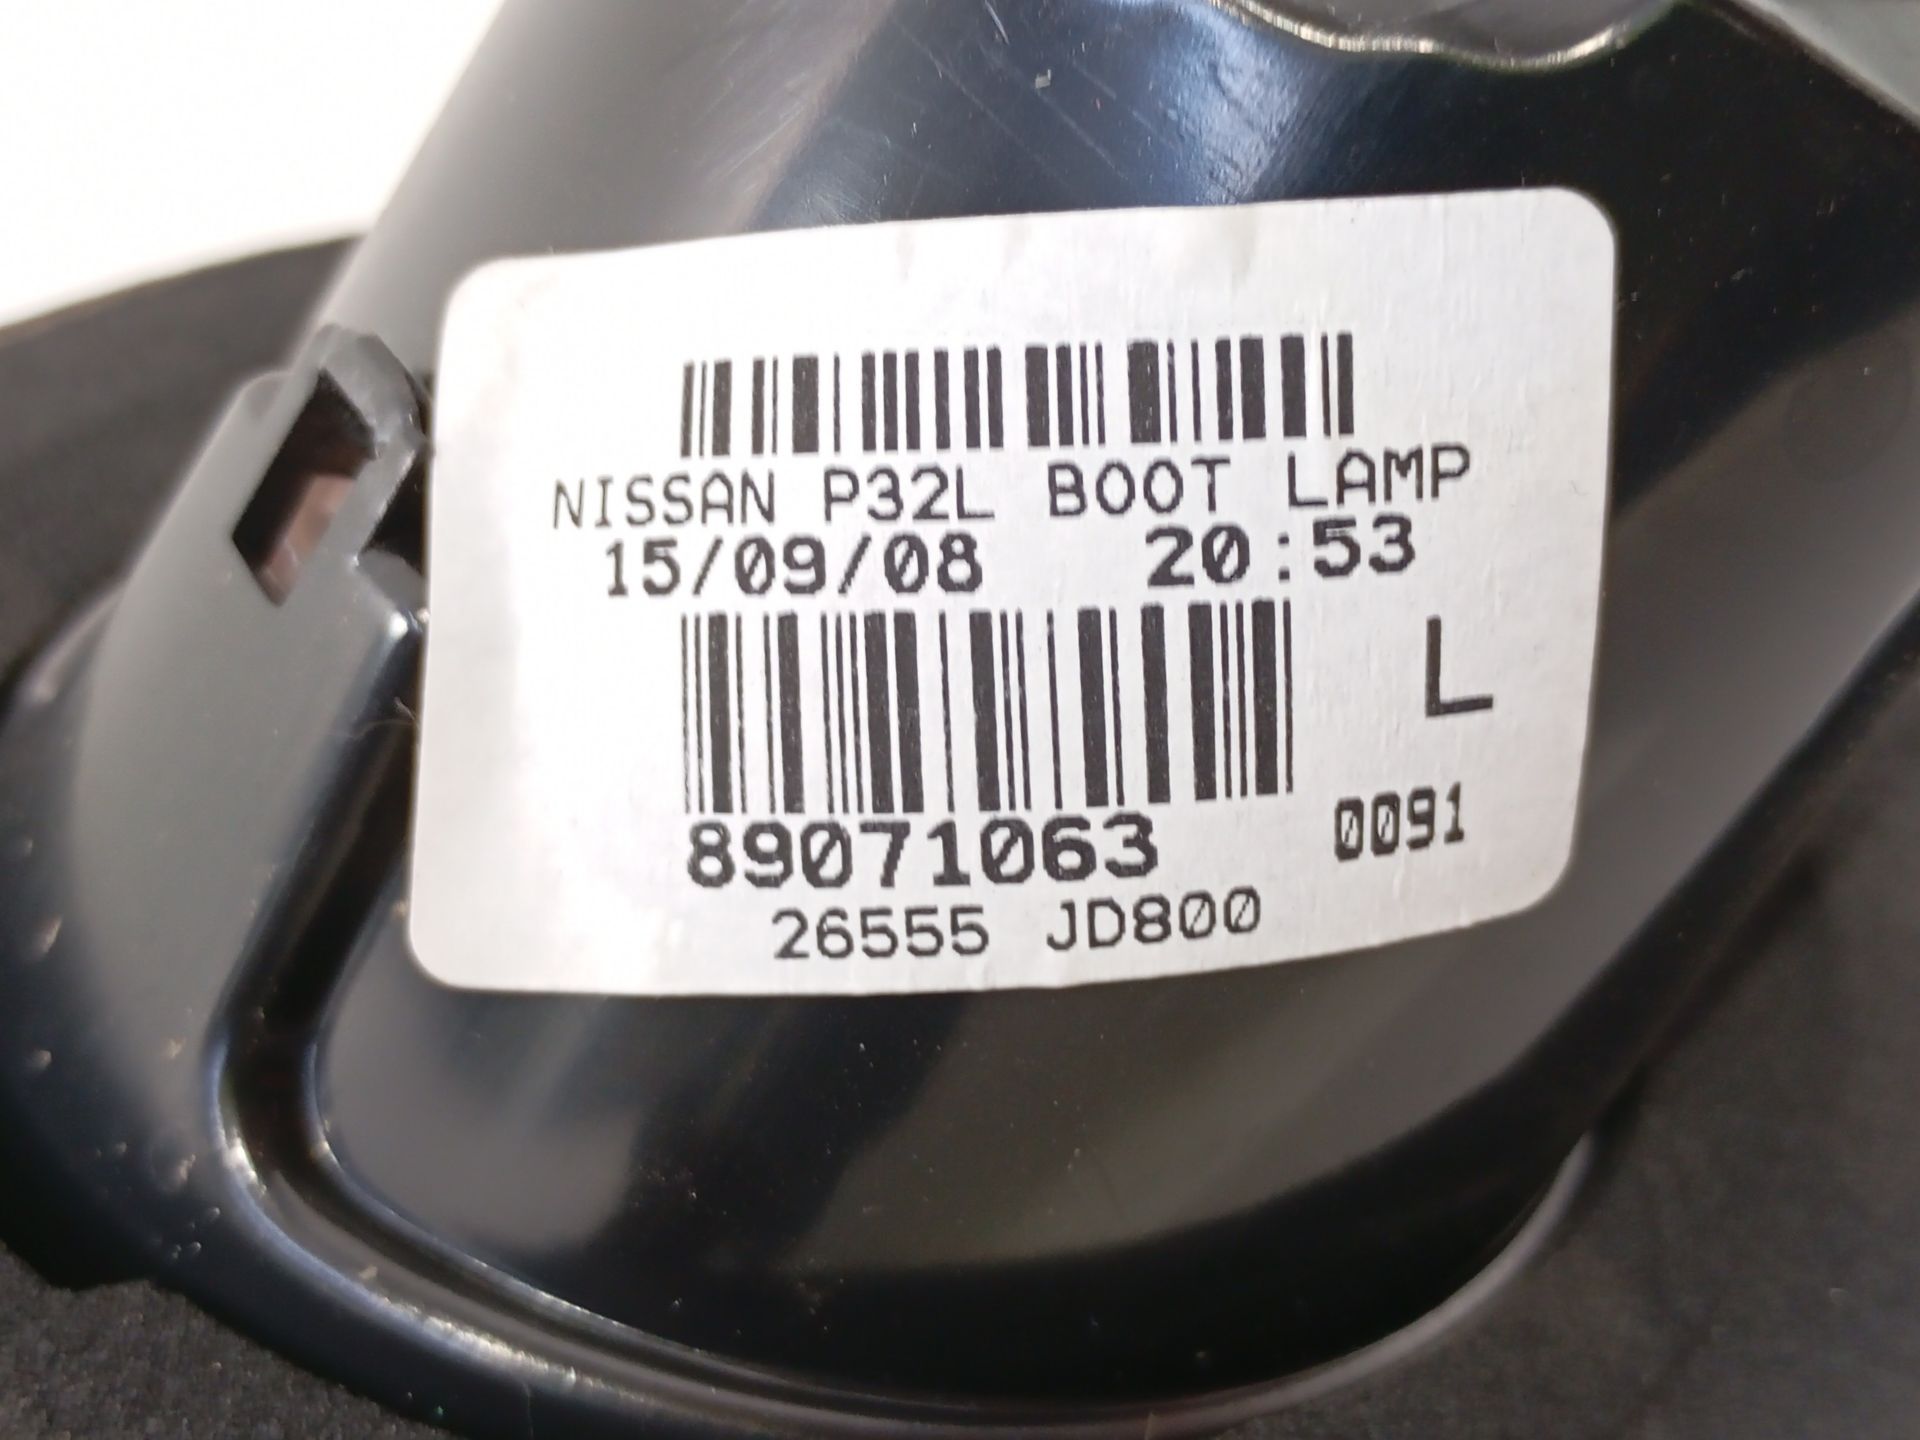 NISSAN P32L BOOT LAMP
15/09/08 20:53
L
89071063 0091
26555 JD800